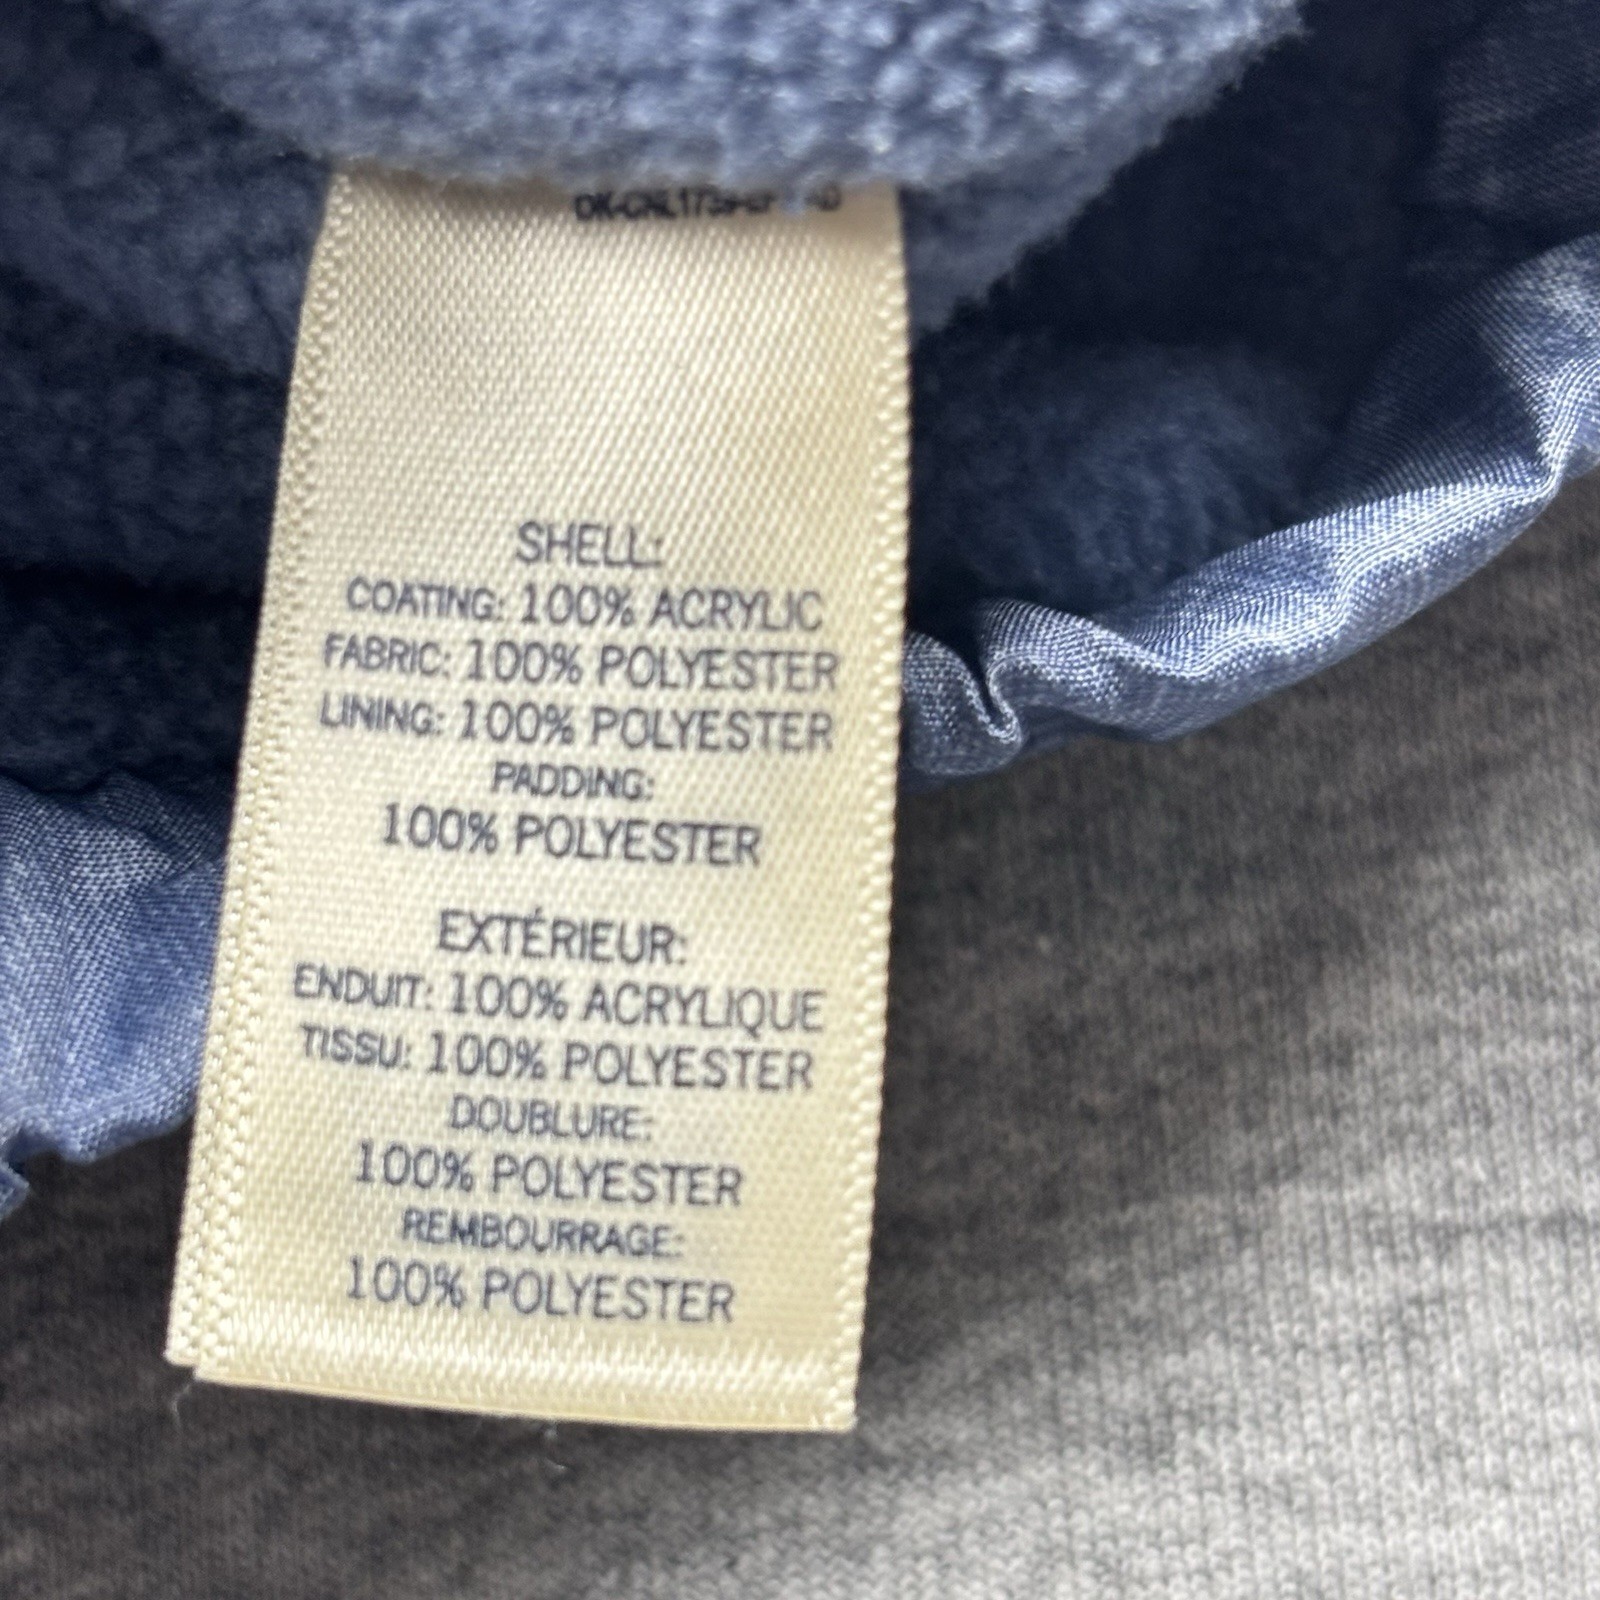 SHELL:
COATING: 100% ACRYLIC
FABRIC: 100% POLYESTER
LINING: 100% POLYESTER
PADDING:
100% POLYESTER
EXTÉRIEUR:
ENDUIT: 100% ACRYLIQUE
TISSU: 100% POLYESTER
DOUBLURE:
100% POLYESTER
REMBOURRAGE:
100% POLYESTER